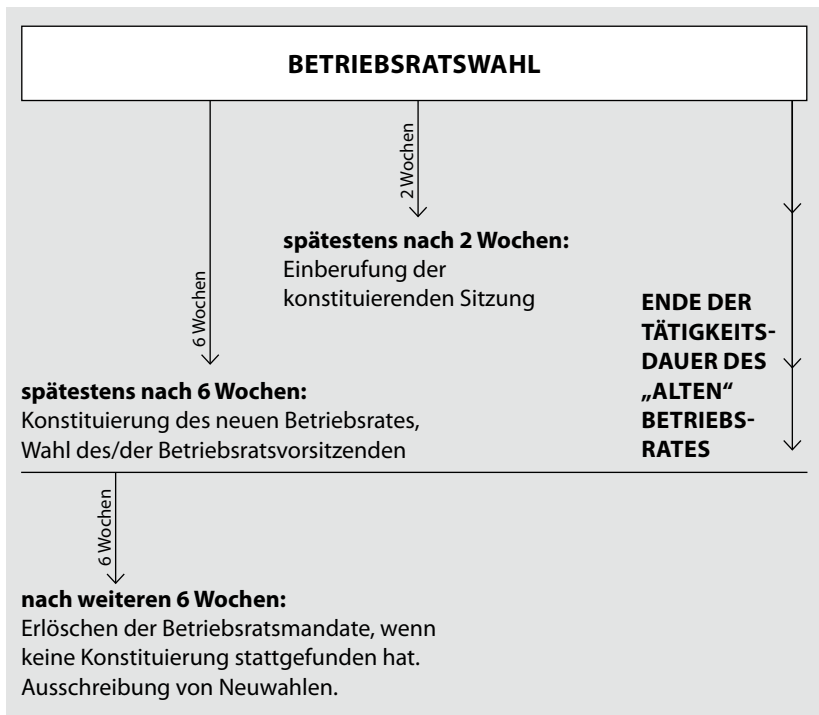 BETRIEBSRATSWAHL
2 Wochen
spätestens nach 2 Wochen:
Einberufung der
konstituierenden Sitzung
6 Wochen
spätestens nach 6 Wochen:
Konstituierung des neuen Betriebsrates,
Wahl des/der Betriebsratsvorsitzenden
ENDE DER
TÄTIGKEITS-
DAUER DES
„ALTEN“
BETRIEBS-
RATES
6 Wochen
nach weiteren 6 Wochen:
Erlöschen der Betriebsratsmandate, wenn
keine Konstituierung stattgefunden hat.
Ausschreibung von Neuwahlen.